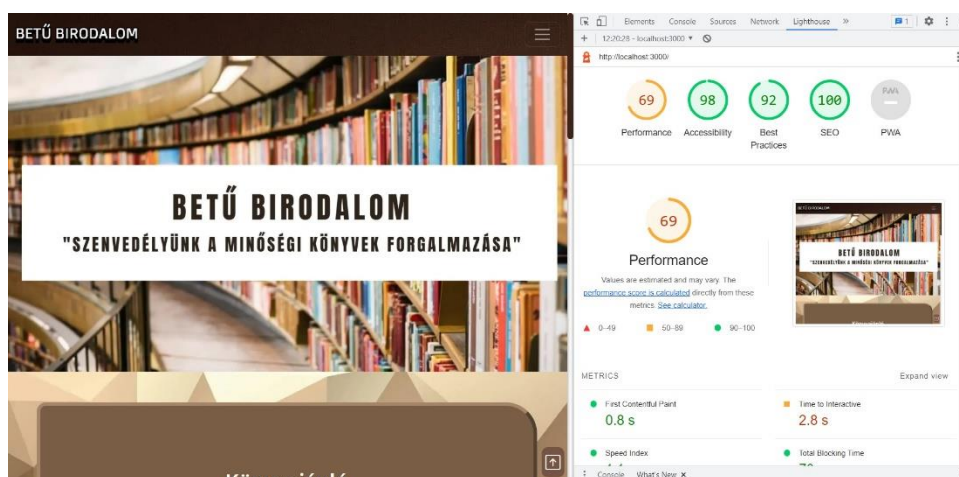 BETŰ BIRODALOM
BETŰ BIRODALOM
"SZENVEDÉLYÜNK A MINŐSÉGI KÖNYVEK FORGALMAZÁSA"
Elements Console Sources Network Lighthouse » 1
+ 12:20:28 - localhost:3000
http://localhost:3000/
69 98 92 100 PWA
Performance Accessibility Best Practices SEO PWA
69
Performance
Values are estimated and may vary. The
performance score is calculated directly from these
metrics. See calculator.
0–49 50–89 90–100
BETŰ BIRODALOM
"SZENVEDÉLYÜNK A MINŐSÉGI KÖNYVEK FORGALMAZÁSA"
METRICS Expand view
First Contentful Paint Time to Interactive
0.8 s 2.8 s
Speed Index Total Blocking Time
Console What's New ×